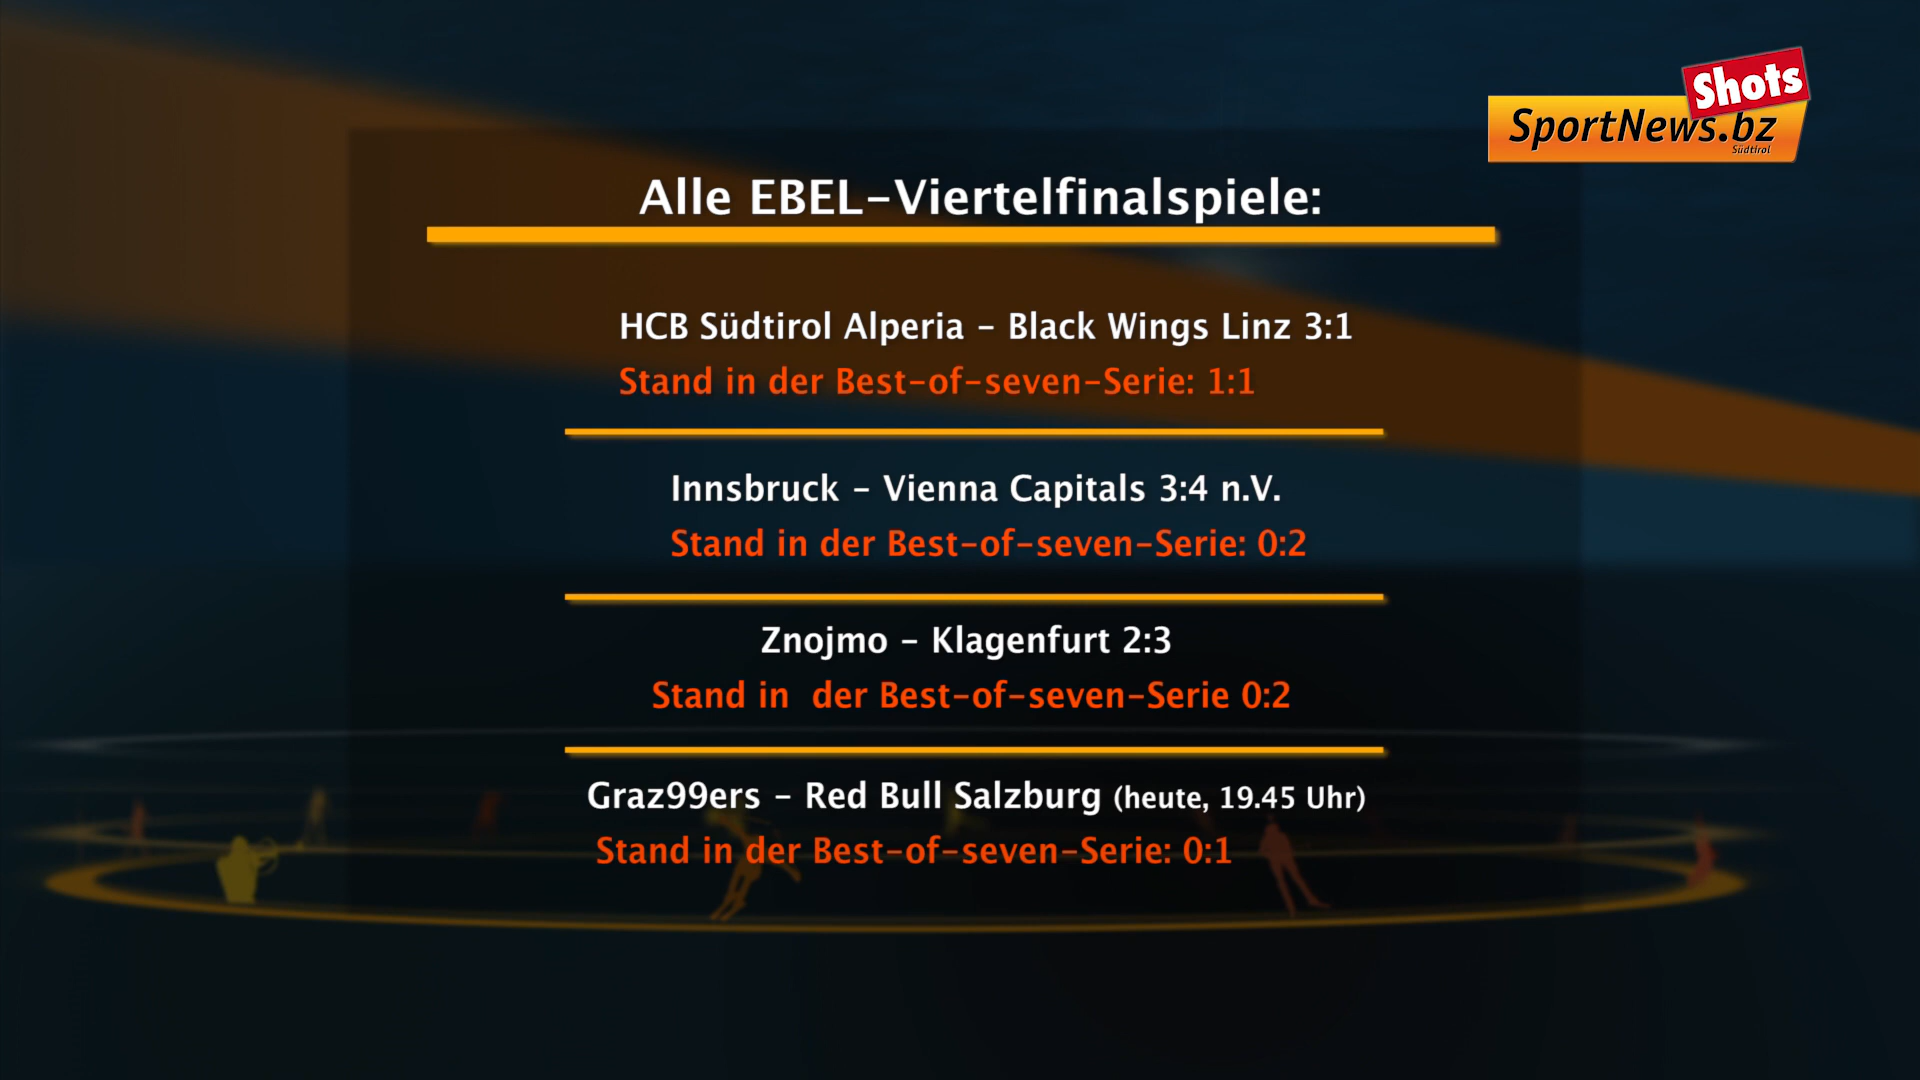 Shots
SportNews.bz
Südtirol
Alle EBEL-Viertelfinalspiele:
HCB Südtirol Alperia - Black Wings Linz 3:1
Stand in der Best-of-seven-Serie: 1:1
Innsbruck - Vienna Capitals 3:4 n.V.
Stand in der Best-of-seven-Serie: 0:2
Znojmo - Klagenfurt 2:3
Stand in  der Best-of-seven-Serie 0:2
Graz99ers - Red Bull Salzburg (heute, 19.45 Uhr)
Stand in der Best-of-seven-Serie: 0:1